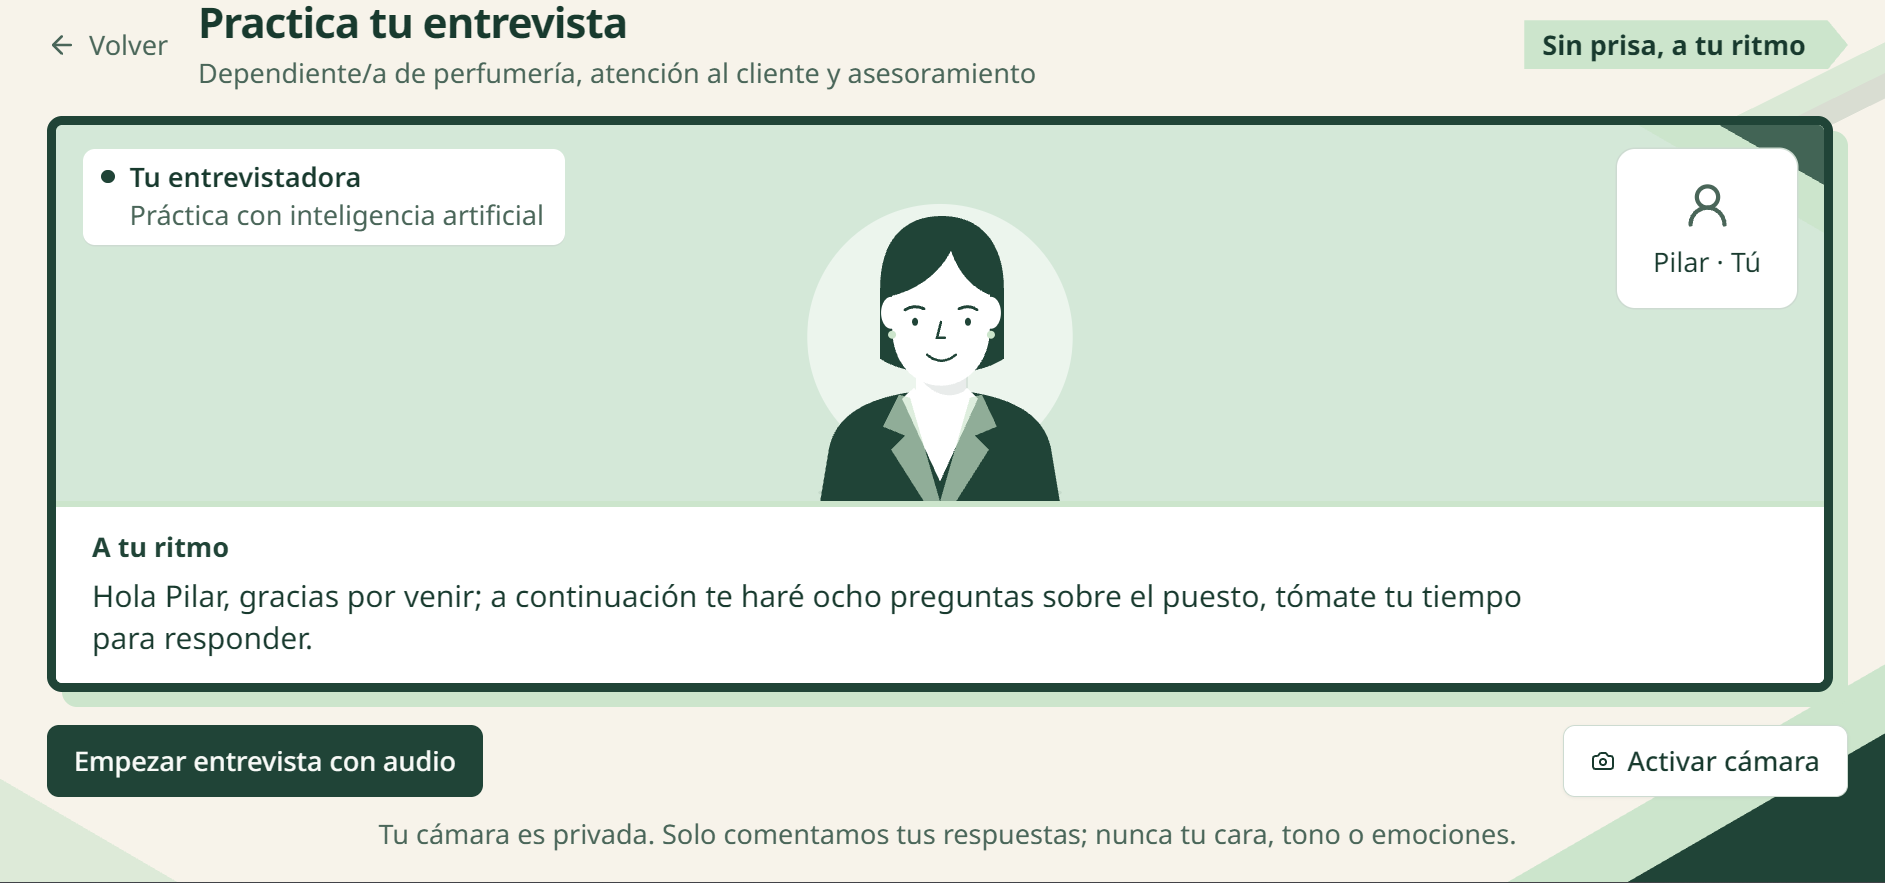 Volver
Practica tu entrevista
Dependiente/a de perfumería, atención al cliente y asesoramiento
Sin prisa, a tu ritmo
Tu entrevistadora
Práctica con inteligencia artificial
Pilar · Tú
A tu ritmo
Hola Pilar, gracias por venir; a continuación te haré ocho preguntas sobre el puesto, tómate tu tiempo
para responder.
Empezar entrevista con audio
Activar cámara
Tu cámara es privada. Solo comentamos tus respuestas; nunca tu cara, tono o emociones.